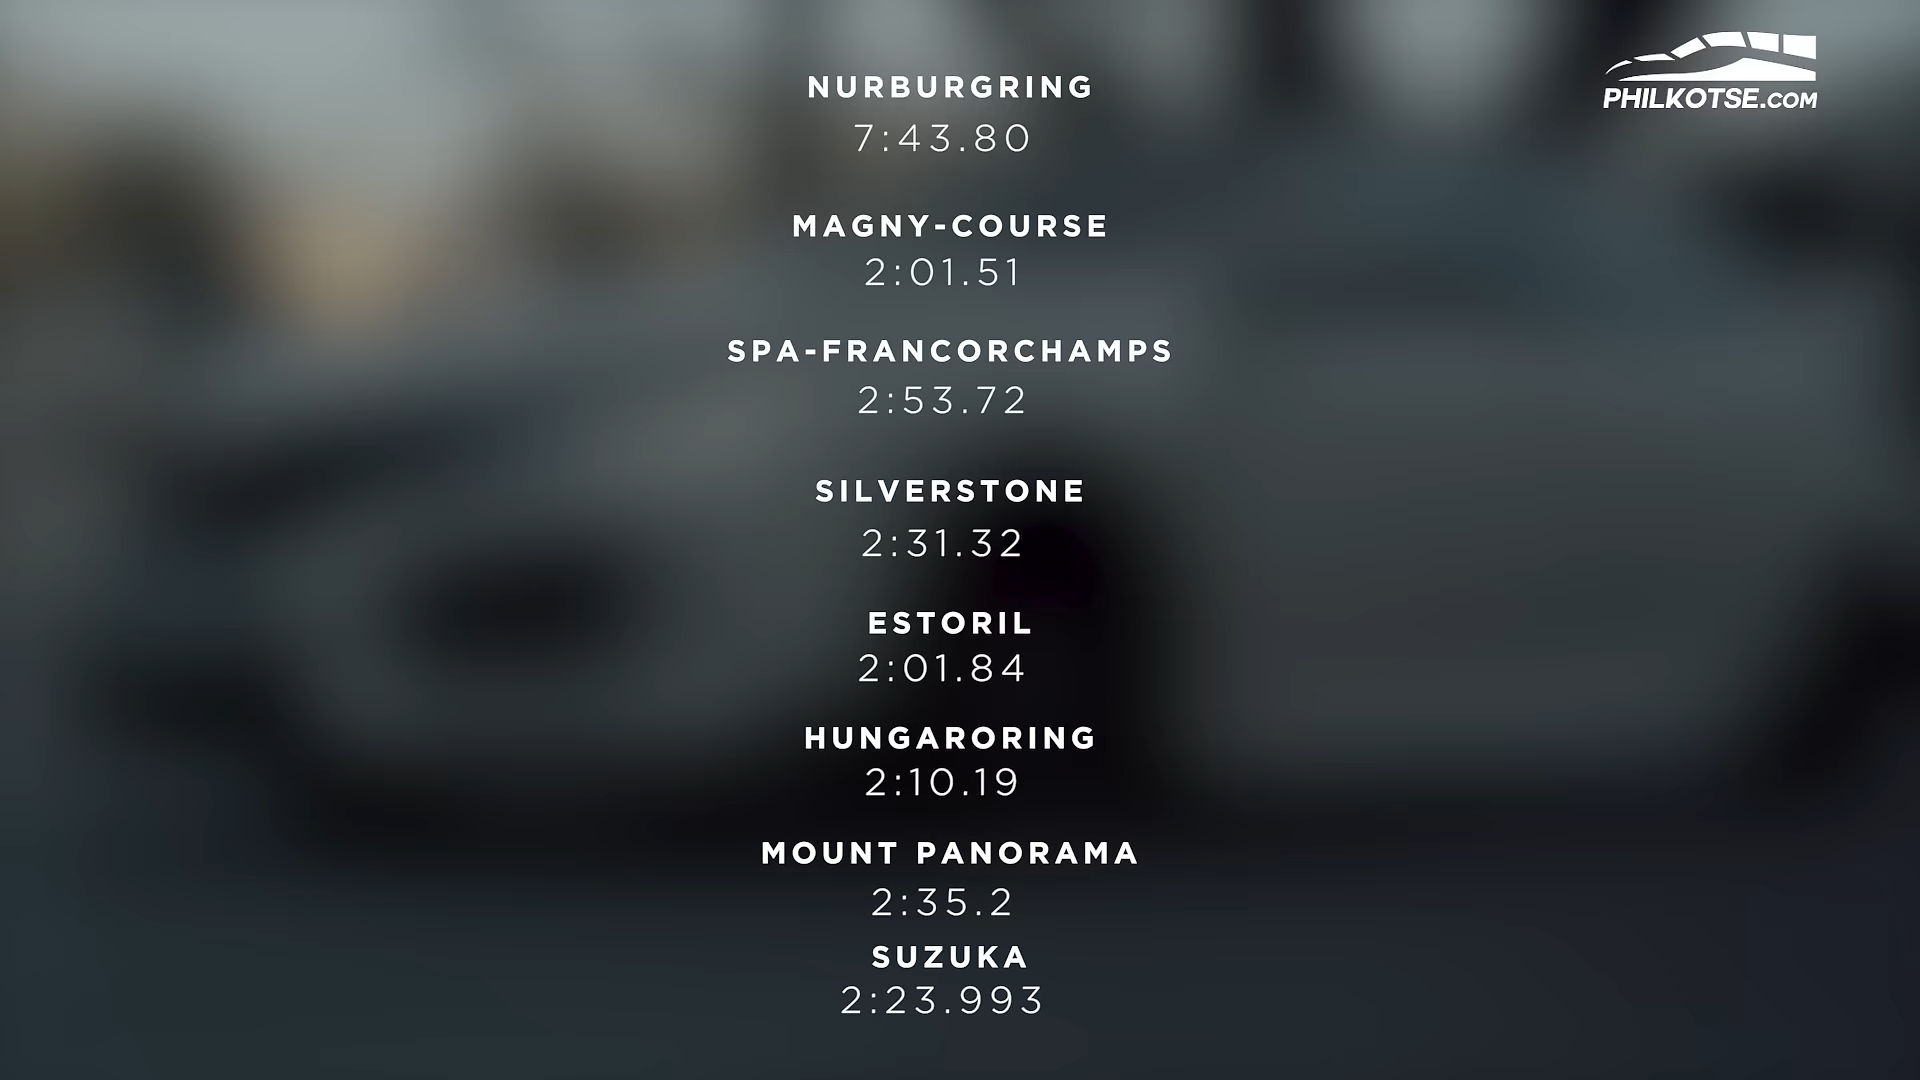 PHILKOTSE.COM
NURBURGRING
7:43.80
MAGNY-COURSE
2:01.51
SPA-FRANCORCHAMPS
2:53.72
SILVERSTONE
2:31.32
ESTORIL
2:01.84
HUNGARORING
2:10.19
MOUNT PANORAMA
2:35.2
SUZUKA
2:23.993